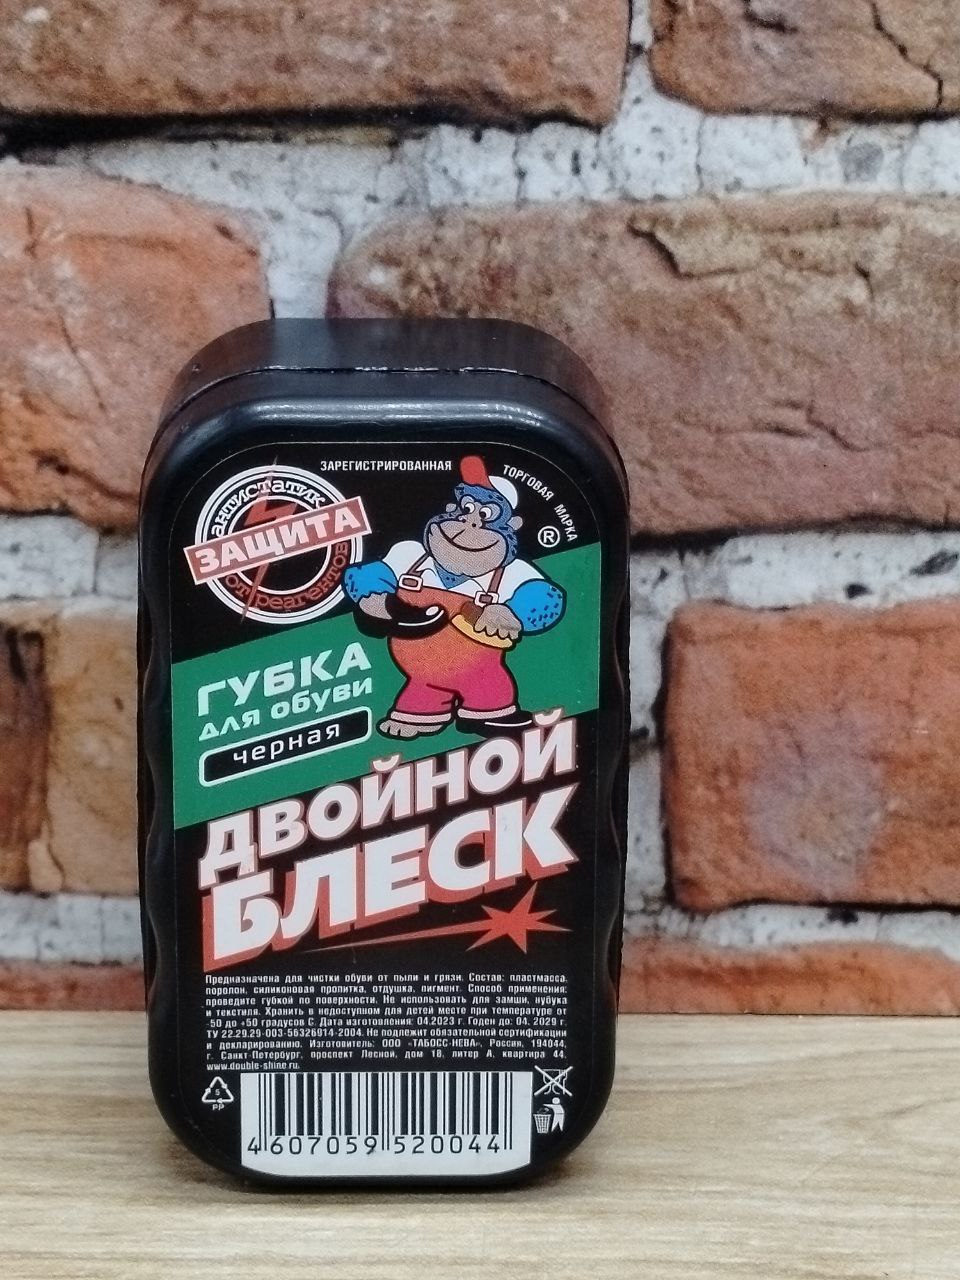 ЗАРЕГИСТРИРОВАННАЯ ТОРГОВАЯ МАРКА
®
антистатик
ЗАЩИТА
от реагентов
ГУБКА
для обуви
черная
ДВОЙНОЙ
БЛЕСК
Предназначена для чистки обуви от пыли и грязи. Состав: пластмасса,
поролон, силиконовая пропитка, отдушка, пигмент. Способ применения:
проведите губкой по поверхности. Не использовать для замши, нубука
и текстиля. Хранить в недоступном для детей месте при температуре от
-50 до +50 градусов С. Дата изготовления: 04.2023 г. Годен до: 04. 2029 г.
ТУ 22.29.29-003-56326914-2004. Не подлежит обязательной сертификации
и декларированию. Изготовитель: ООО «ТАБОСС-НЕВА», Россия, 194044,
г. Санкт-Петербург, проспект Лесной, дом 18, литер А, квартира 44.
www.double-shine.ru.
5
PP
4 607059 520044